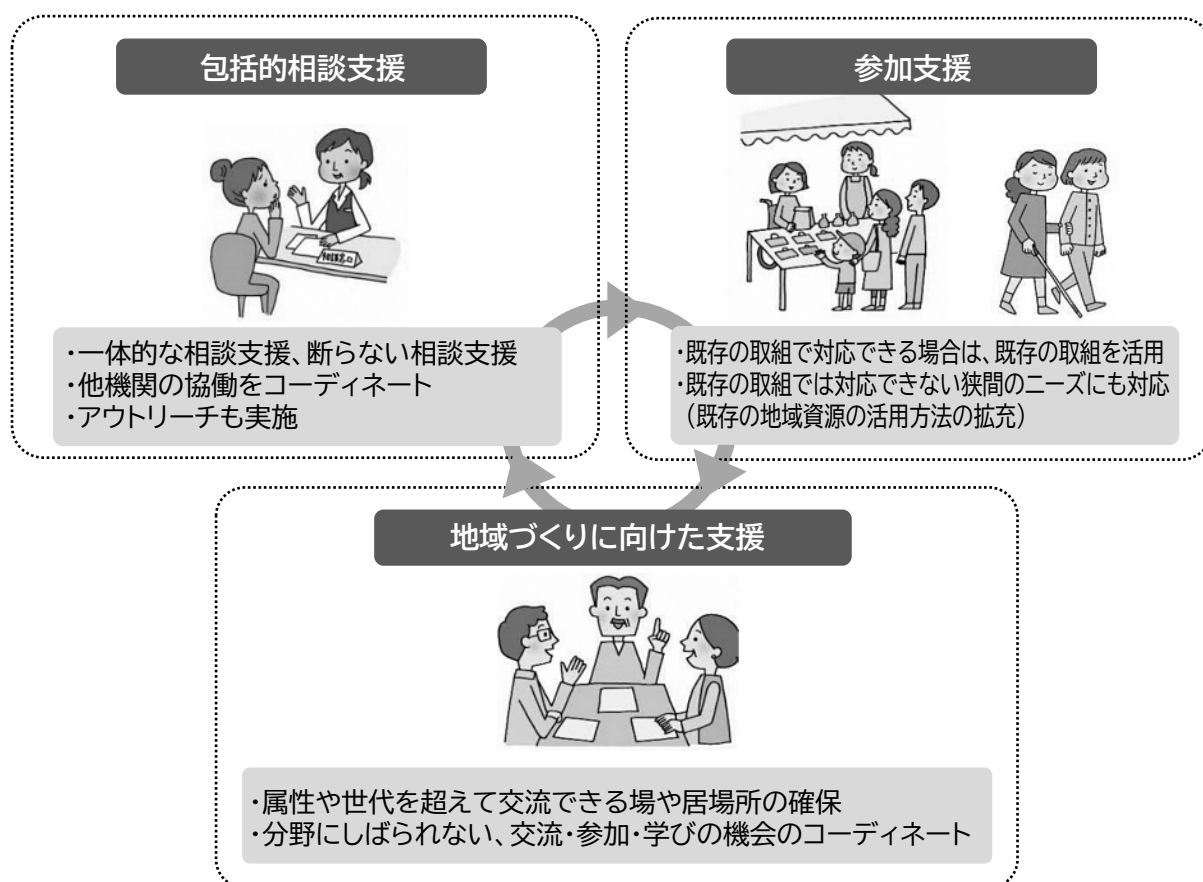 包括的相談支援
相談窓口
・一体的な相談支援、断らない相談支援
・他機関の協働をコーディネート
・アウトリーチも実施
参加支援
・既存の取組で対応できる場合は、既存の取組を活用
・既存の取組では対応できない狭間のニーズにも対応
（既存の地域資源の活用方法の拡充）
地域づくりに向けた支援
・属性や世代を超えて交流できる場や居場所の確保
・分野にしばられない、交流・参加・学びの機会のコーディネート